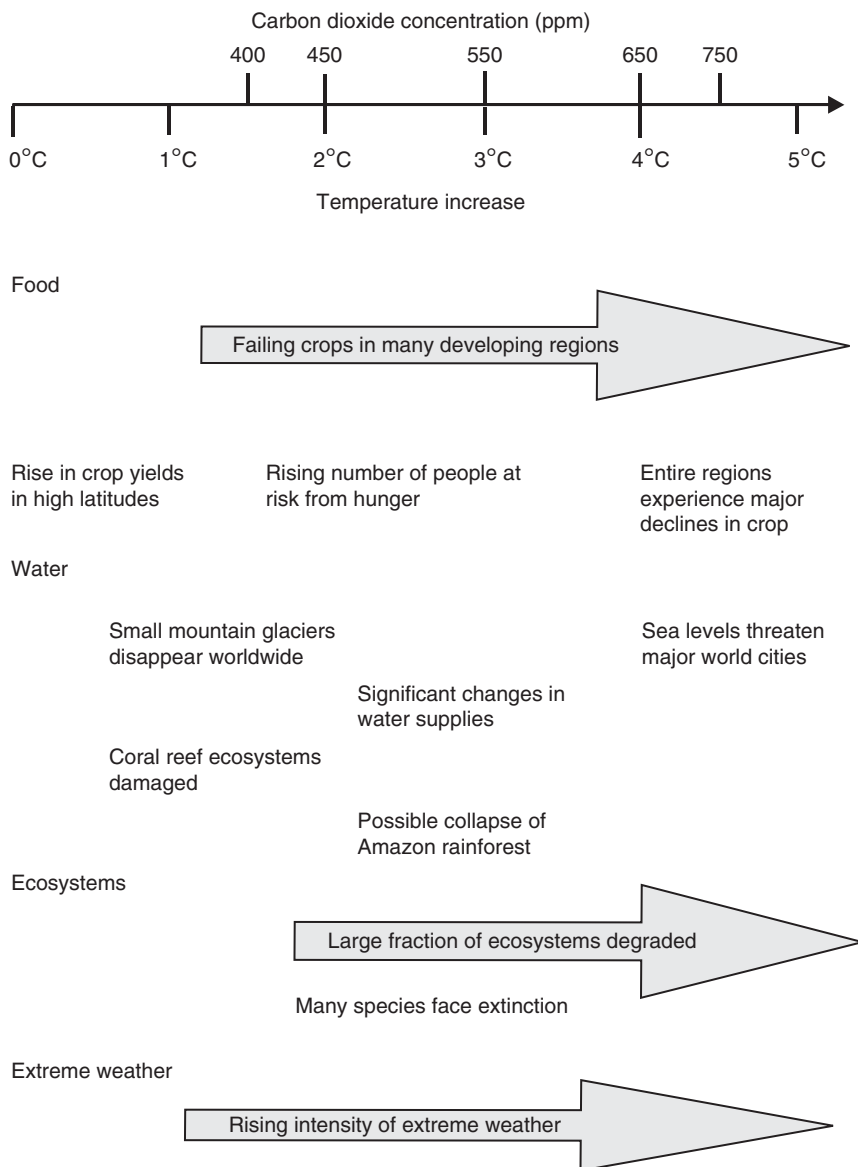 Carbon dioxide concentration (ppm)
400 450 550 650 750
0°C 1°C 2°C 3°C 4°C 5°C
Temperature increase
Food
Failing crops in many developing regions
Rise in crop yields
in high latitudes
Rising number of people at
risk from hunger
Entire regions
experience major
declines in crop
Water
Small mountain glaciers
disappear worldwide
Sea levels threaten
major world cities
Significant changes in
water supplies
Coral reef ecosystems
damaged
Possible collapse of
Amazon rainforest
Ecosystems
Large fraction of ecosystems degraded
Many species face extinction
Extreme weather
Rising intensity of extreme weather